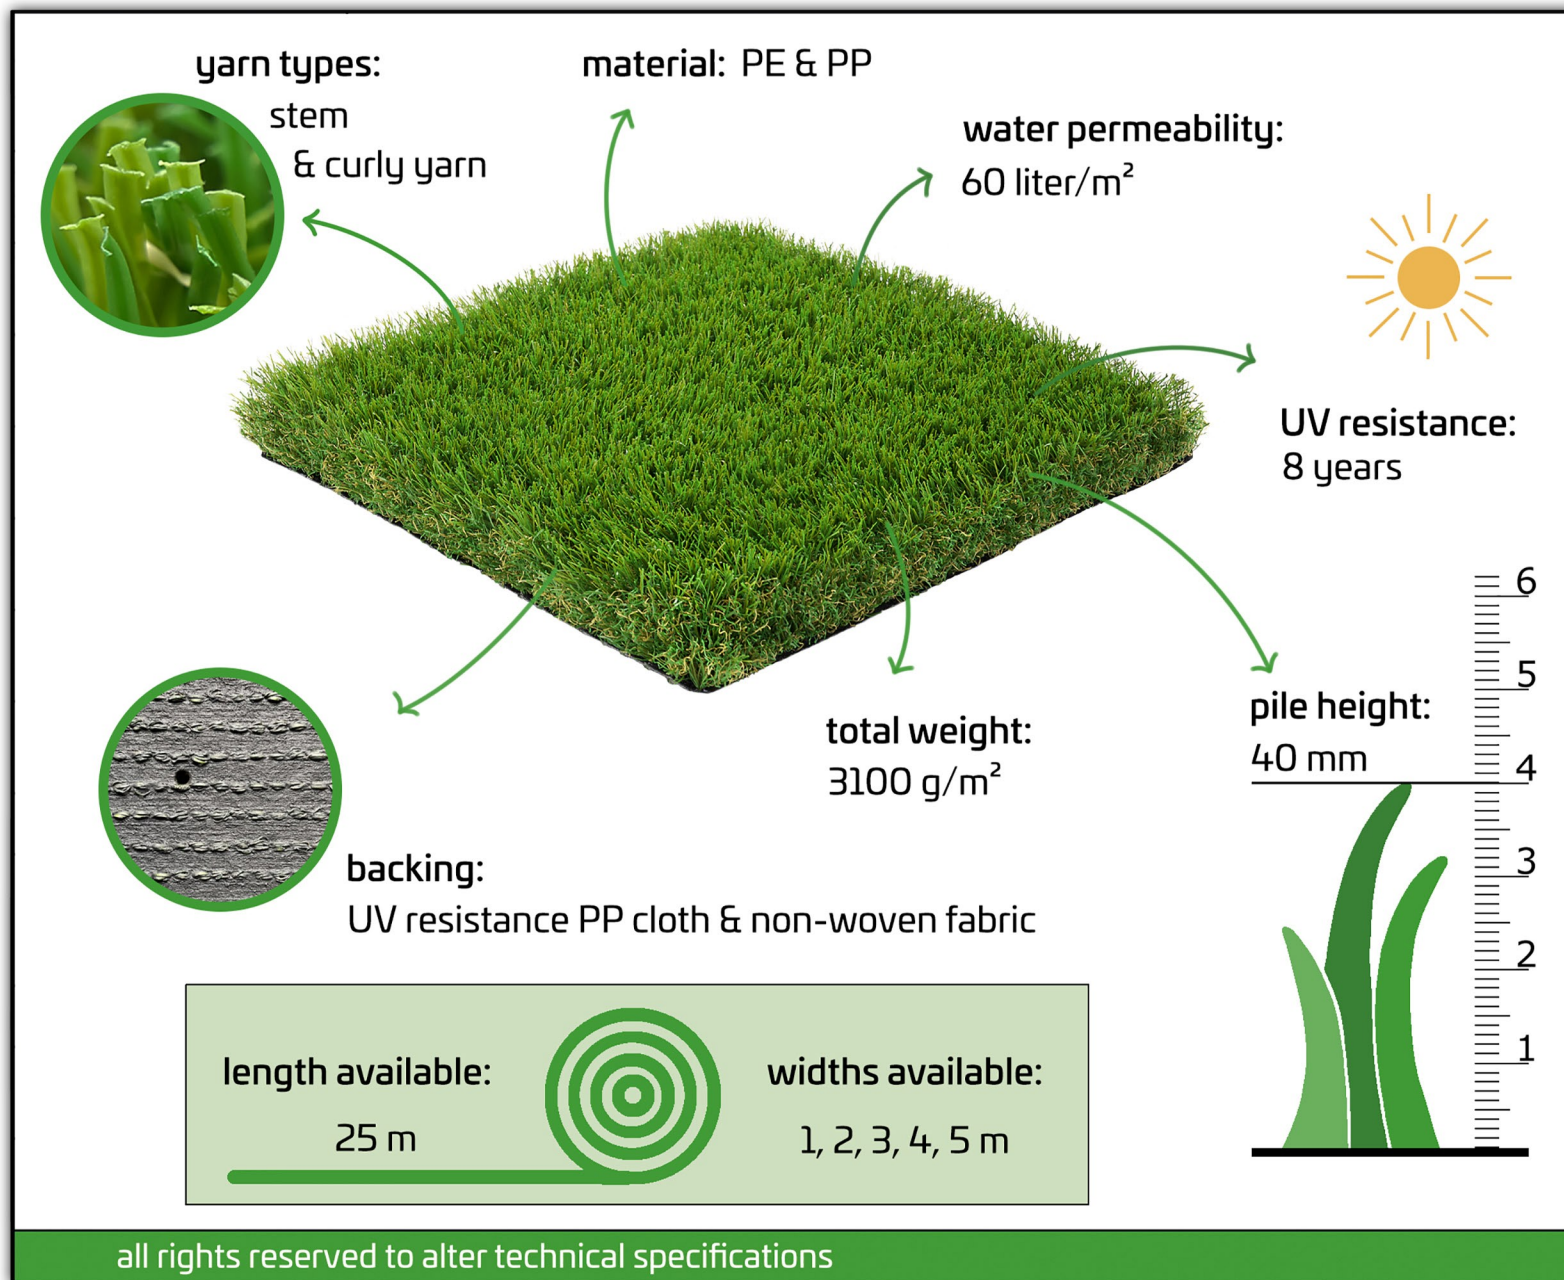 yarn types:
stem
& curly yarn
material: PE & PP
water permeability:
60 liter/m²
UV resistance:
8 years
pile height:
40 mm
6
5
4
3
2
1
total weight:
3100 g/m²
backing:
UV resistance PP cloth & non-woven fabric
length available:
25 m
widths available:
1, 2, 3, 4, 5 m
all rights reserved to alter technical specifications